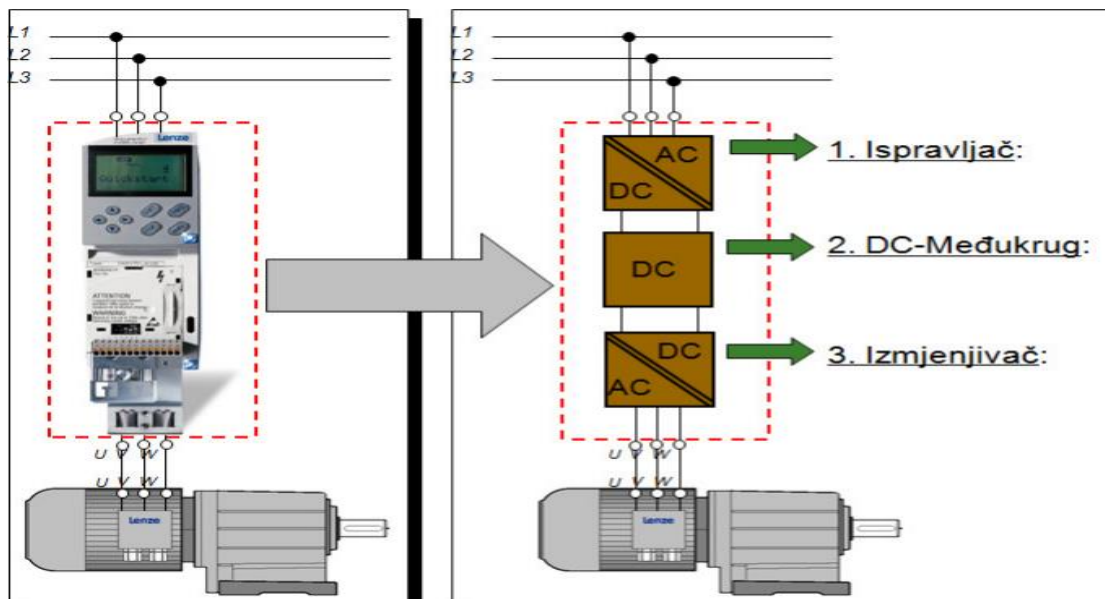 L1
L2
L3
Lenze
Quickstart
ATTENTION
WARNING
U V W
U V W
Lenze
L1
L2
L3
AC
DC
1. Ispravljač:
DC
2. DC-Međukrug:
DC
AC
3. Izmjenjivač:
U V W
U V W
Lenze